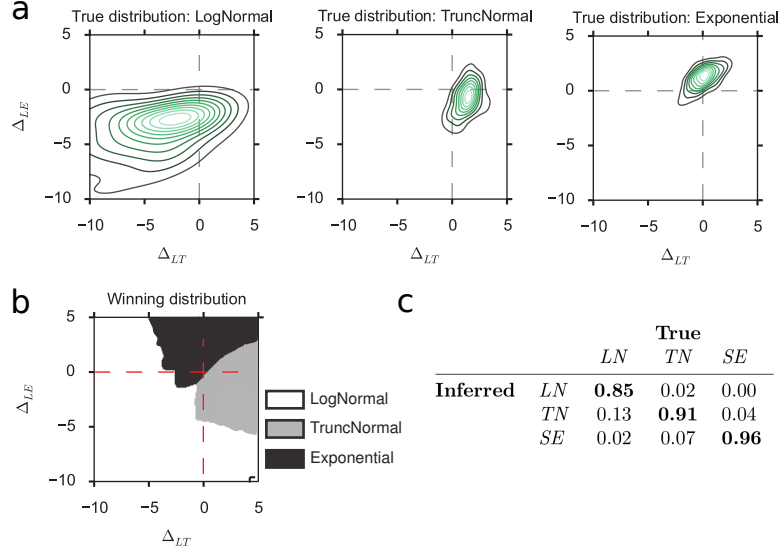 a
True distribution: LogNormal
True distribution: TruncNormal
True distribution: Exponential
5
0
−5
−10
Δ_LE
−10 −5 0 5
Δ_LT
5
0
−5
−10
−10 −5 0 5
Δ_LT
5
0
−5
−10
−10 −5 0 5
Δ_LT
b
Winning distribution
5
0
−5
−10
Δ_LE
−10 −5 0 5
Δ_LT
LogNormal
TruncNormal
Exponential
c
True
LN TN SE
Inferred LN 0.85 0.02 0.00
TN 0.13 0.91 0.04
SE 0.02 0.07 0.96